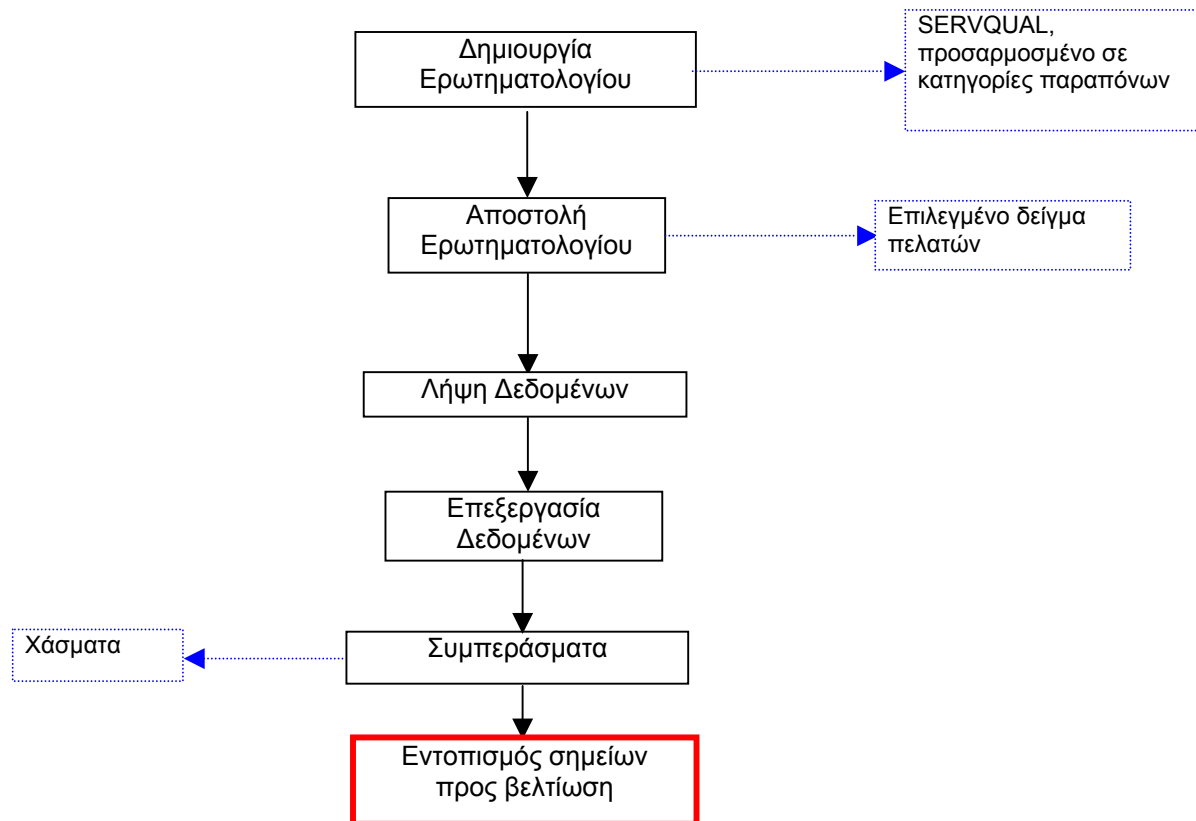 Δημιουργία
Ερωτηματολογίου
SERVQUAL,
προσαρμοσμένο σε
κατηγορίες παραπόνων
Αποστολή
Ερωτηματολογίου
Επιλεγμένο δείγμα
πελατών
Λήψη Δεδομένων
Επεξεργασία
Δεδομένων
Χάσματα
Συμπεράσματα
Εντοπισμός σημείων
προς βελτίωση